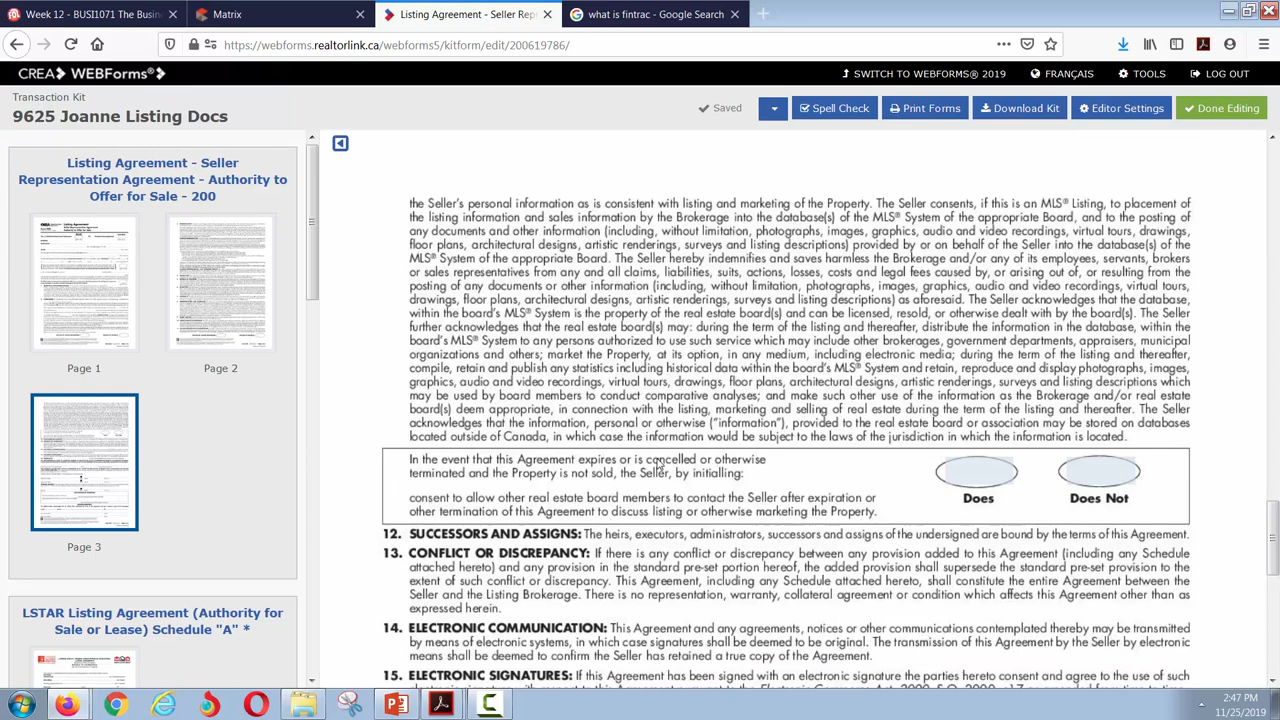 Week 12 - BUSI1071 The Busine
Matrix
Listing Agreement - Seller Repr
what is fintrac - Google Search
https://webforms.realtorlink.ca/webforms5/kitform/edit/200619786/
CREA WEBForms®
SWITCH TO WEBFORMS® 2019
FRANÇAIS
TOOLS
LOG OUT
Transaction Kit
9625 Joanne Listing Docs
Saved
Spell Check
Print Forms
Download Kit
Editor Settings
Done Editing
Listing Agreement - Seller
Representation Agreement - Authority to
Offer for Sale - 200
Page 1
Page 2
Page 3
LSTAR Listing Agreement (Authority for
Sale or Lease) Schedule "A" *
the Seller's personal information as is consistent with listing and marketing of the Property. The Seller consents, if this is an MLS® Listing, to placement of
the listing information and sales information by the Brokerage into the database(s) of the MLS® System of the appropriate Board, and to the posting of
any documents and other information (including, without limitation, photographs, images, graphics, audio and video recordings, virtual tours, drawings,
floor plans, architectural designs, artistic renderings, surveys and listing descriptions) provided by or on behalf of the Seller into the database(s) of the
MLS® System of the appropriate Board. The Seller hereby indemnifies and saves harmless the Brokerage and/or any of its employees, servants, brokers
or sales representatives from any and all claims, liabilities, suits, actions, losses, costs and legal fees caused by, or arising out of, or resulting from the
posting of any documents or other information (including, without limitation, photographs, images, graphics, audio and video recordings, virtual tours,
drawings, floor plans, architectural designs, artistic renderings, surveys and listing descriptions) as aforesaid. The Seller acknowledges that the database,
within the board's MLS® System is the property of the real estate board(s) and can be licensed, resold, or otherwise dealt with by the board(s). The Seller
further acknowledges that the real estate board(s) may: during the term of the listing and thereafter, distribute the information in the database, within the
board's MLS® System to any persons authorized to use such service which may include other brokerages, government departments, appraisers, municipal
organizations and others; market the Property, at its option, in any medium, including electronic media; during the term of the listing and thereafter,
compile, retain and publish any statistics including historical data within the board's MLS® System and retain, reproduce and display photographs, images,
graphics, audio and video recordings, virtual tours, drawings, floor plans, architectural designs, artistic renderings, surveys and listing descriptions which
may be used by board members to conduct comparative analyses; and make such other use of the information as the Brokerage and/or real estate
board(s) deem appropriate, in connection with the listing, marketing and selling of real estate during the term of the listing and thereafter. The Seller
acknowledges that the information, personal or otherwise ("information"), provided to the real estate board or association may be stored on databases
located outside of Canada, in which case the information would be subject to the laws of the jurisdiction in which the information is located.
In the event that this Agreement expires or is cancelled or otherwise
terminated and the Property is not sold, the Seller, by initialling:
consent to allow other real estate board members to contact the Seller after expiration or
other termination of this Agreement to discuss listing or otherwise marketing the Property.
Does
Does Not
12. SUCCESSORS AND ASSIGNS: The heirs, executors, administrators, successors and assigns of the undersigned are bound by the terms of this Agreement.
13. CONFLICT OR DISCREPANCY: If there is any conflict or discrepancy between any provision added to this Agreement (including any Schedule
attached hereto) and any provision in the standard pre-set portion hereof, the added provision shall supersede the standard pre-set provision to the
extent of such conflict or discrepancy. This Agreement, including any Schedule attached hereto, shall constitute the entire Agreement between the
Seller and the Listing Brokerage. There is no representation, warranty, collateral agreement or condition which affects this Agreement other than as
expressed herein.
14. ELECTRONIC COMMUNICATION: This Agreement and any agreements, notices or other communications contemplated thereby may be transmitted
by means of electronic systems, in which case signatures shall be deemed to be original. The transmission of this Agreement by the Seller by electronic
means shall be deemed to confirm the Seller has retained a true copy of the Agreement.
15. ELECTRONIC SIGNATURES: If this Agreement has been signed with an electronic signature the parties hereto consent and agree to the use of such
2:47 PM
11/25/2019